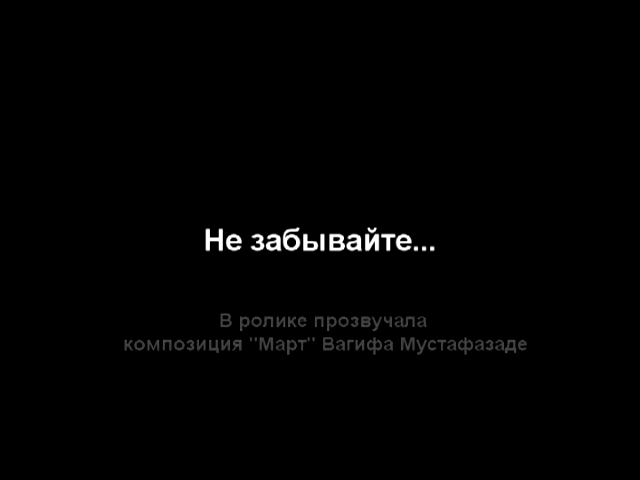 Не забывайте...
В ролике прозвучала
композиция "Март" Вагифа Мустафазаде